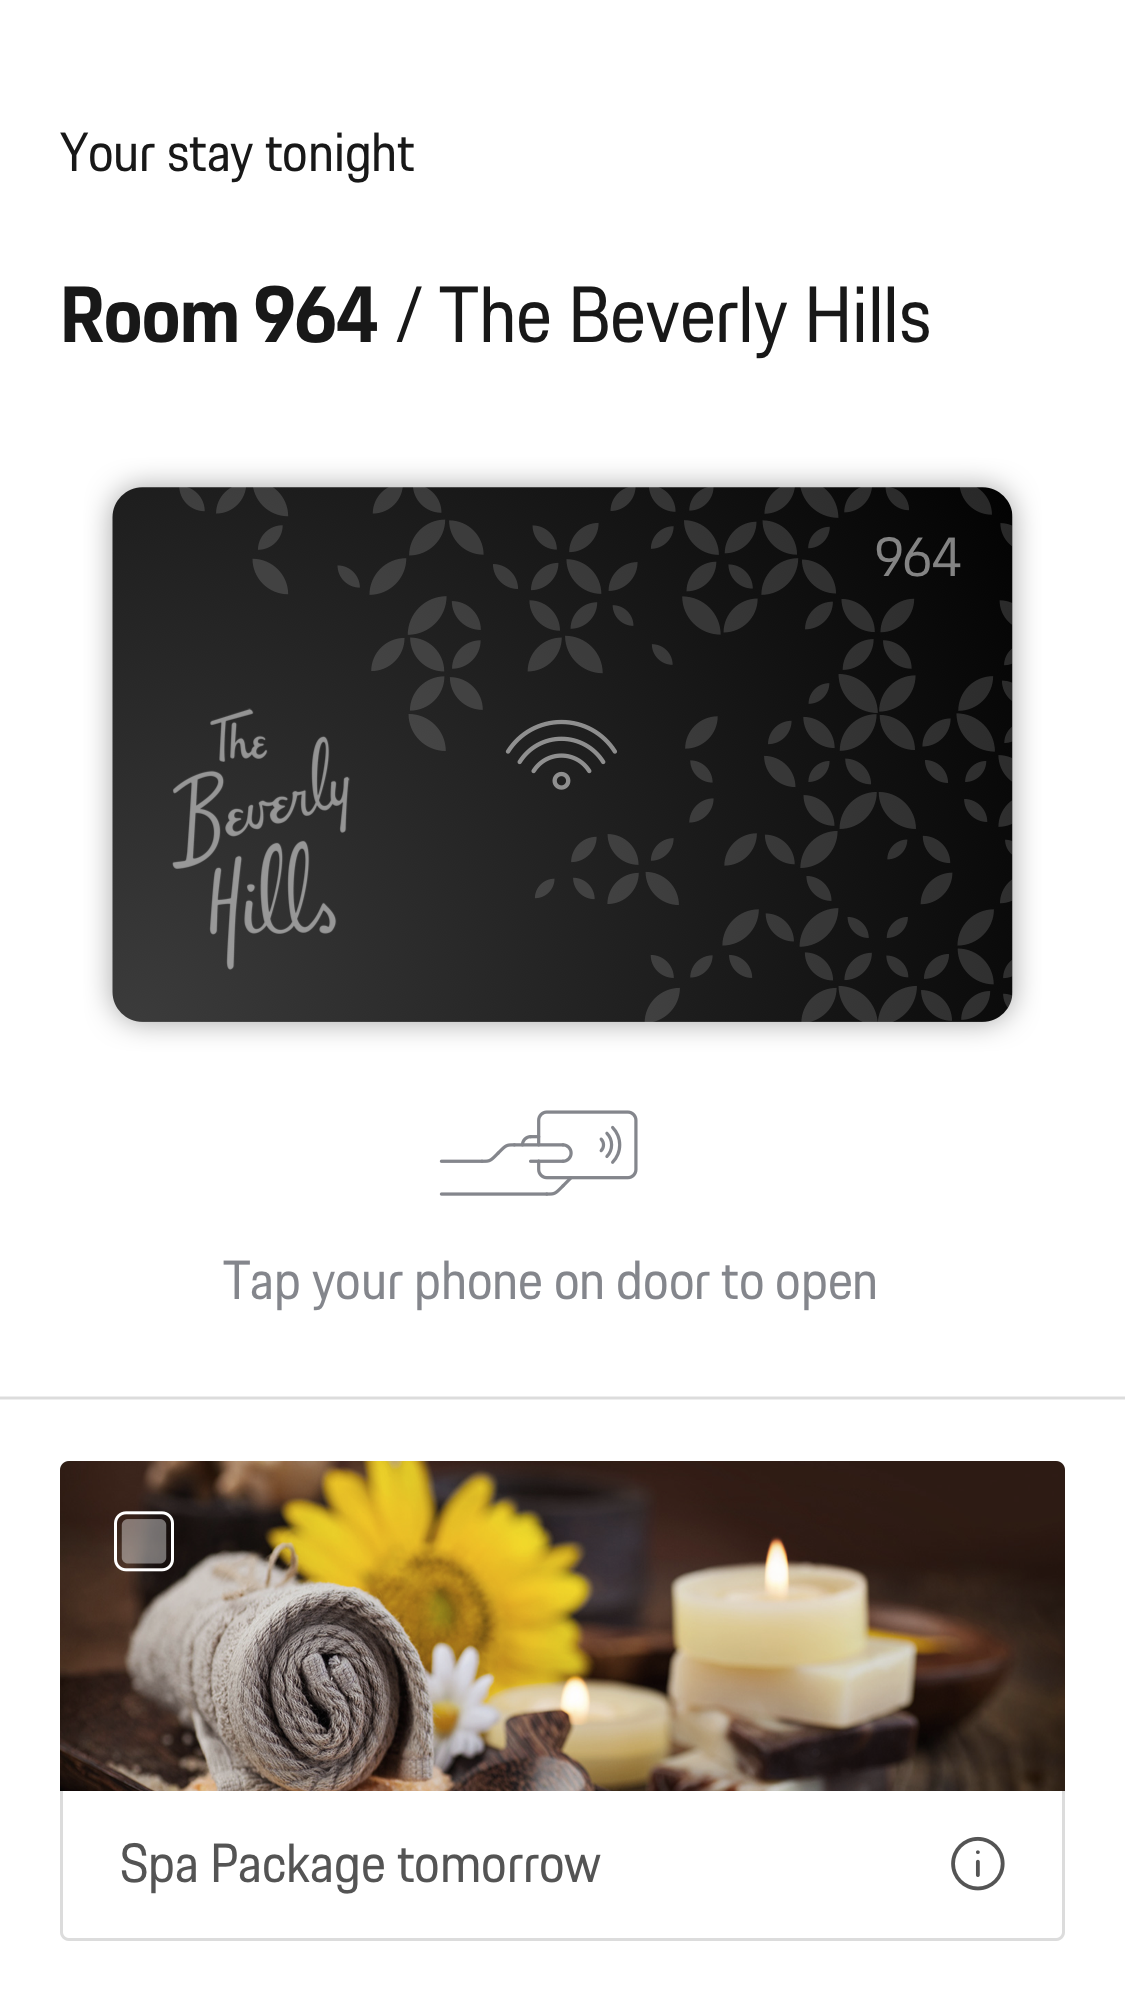 Your stay tonight
Room 964 / The Beverly Hills
964
The
Beverly
Hills
Tap your phone on door to open
Spa Package tomorrow